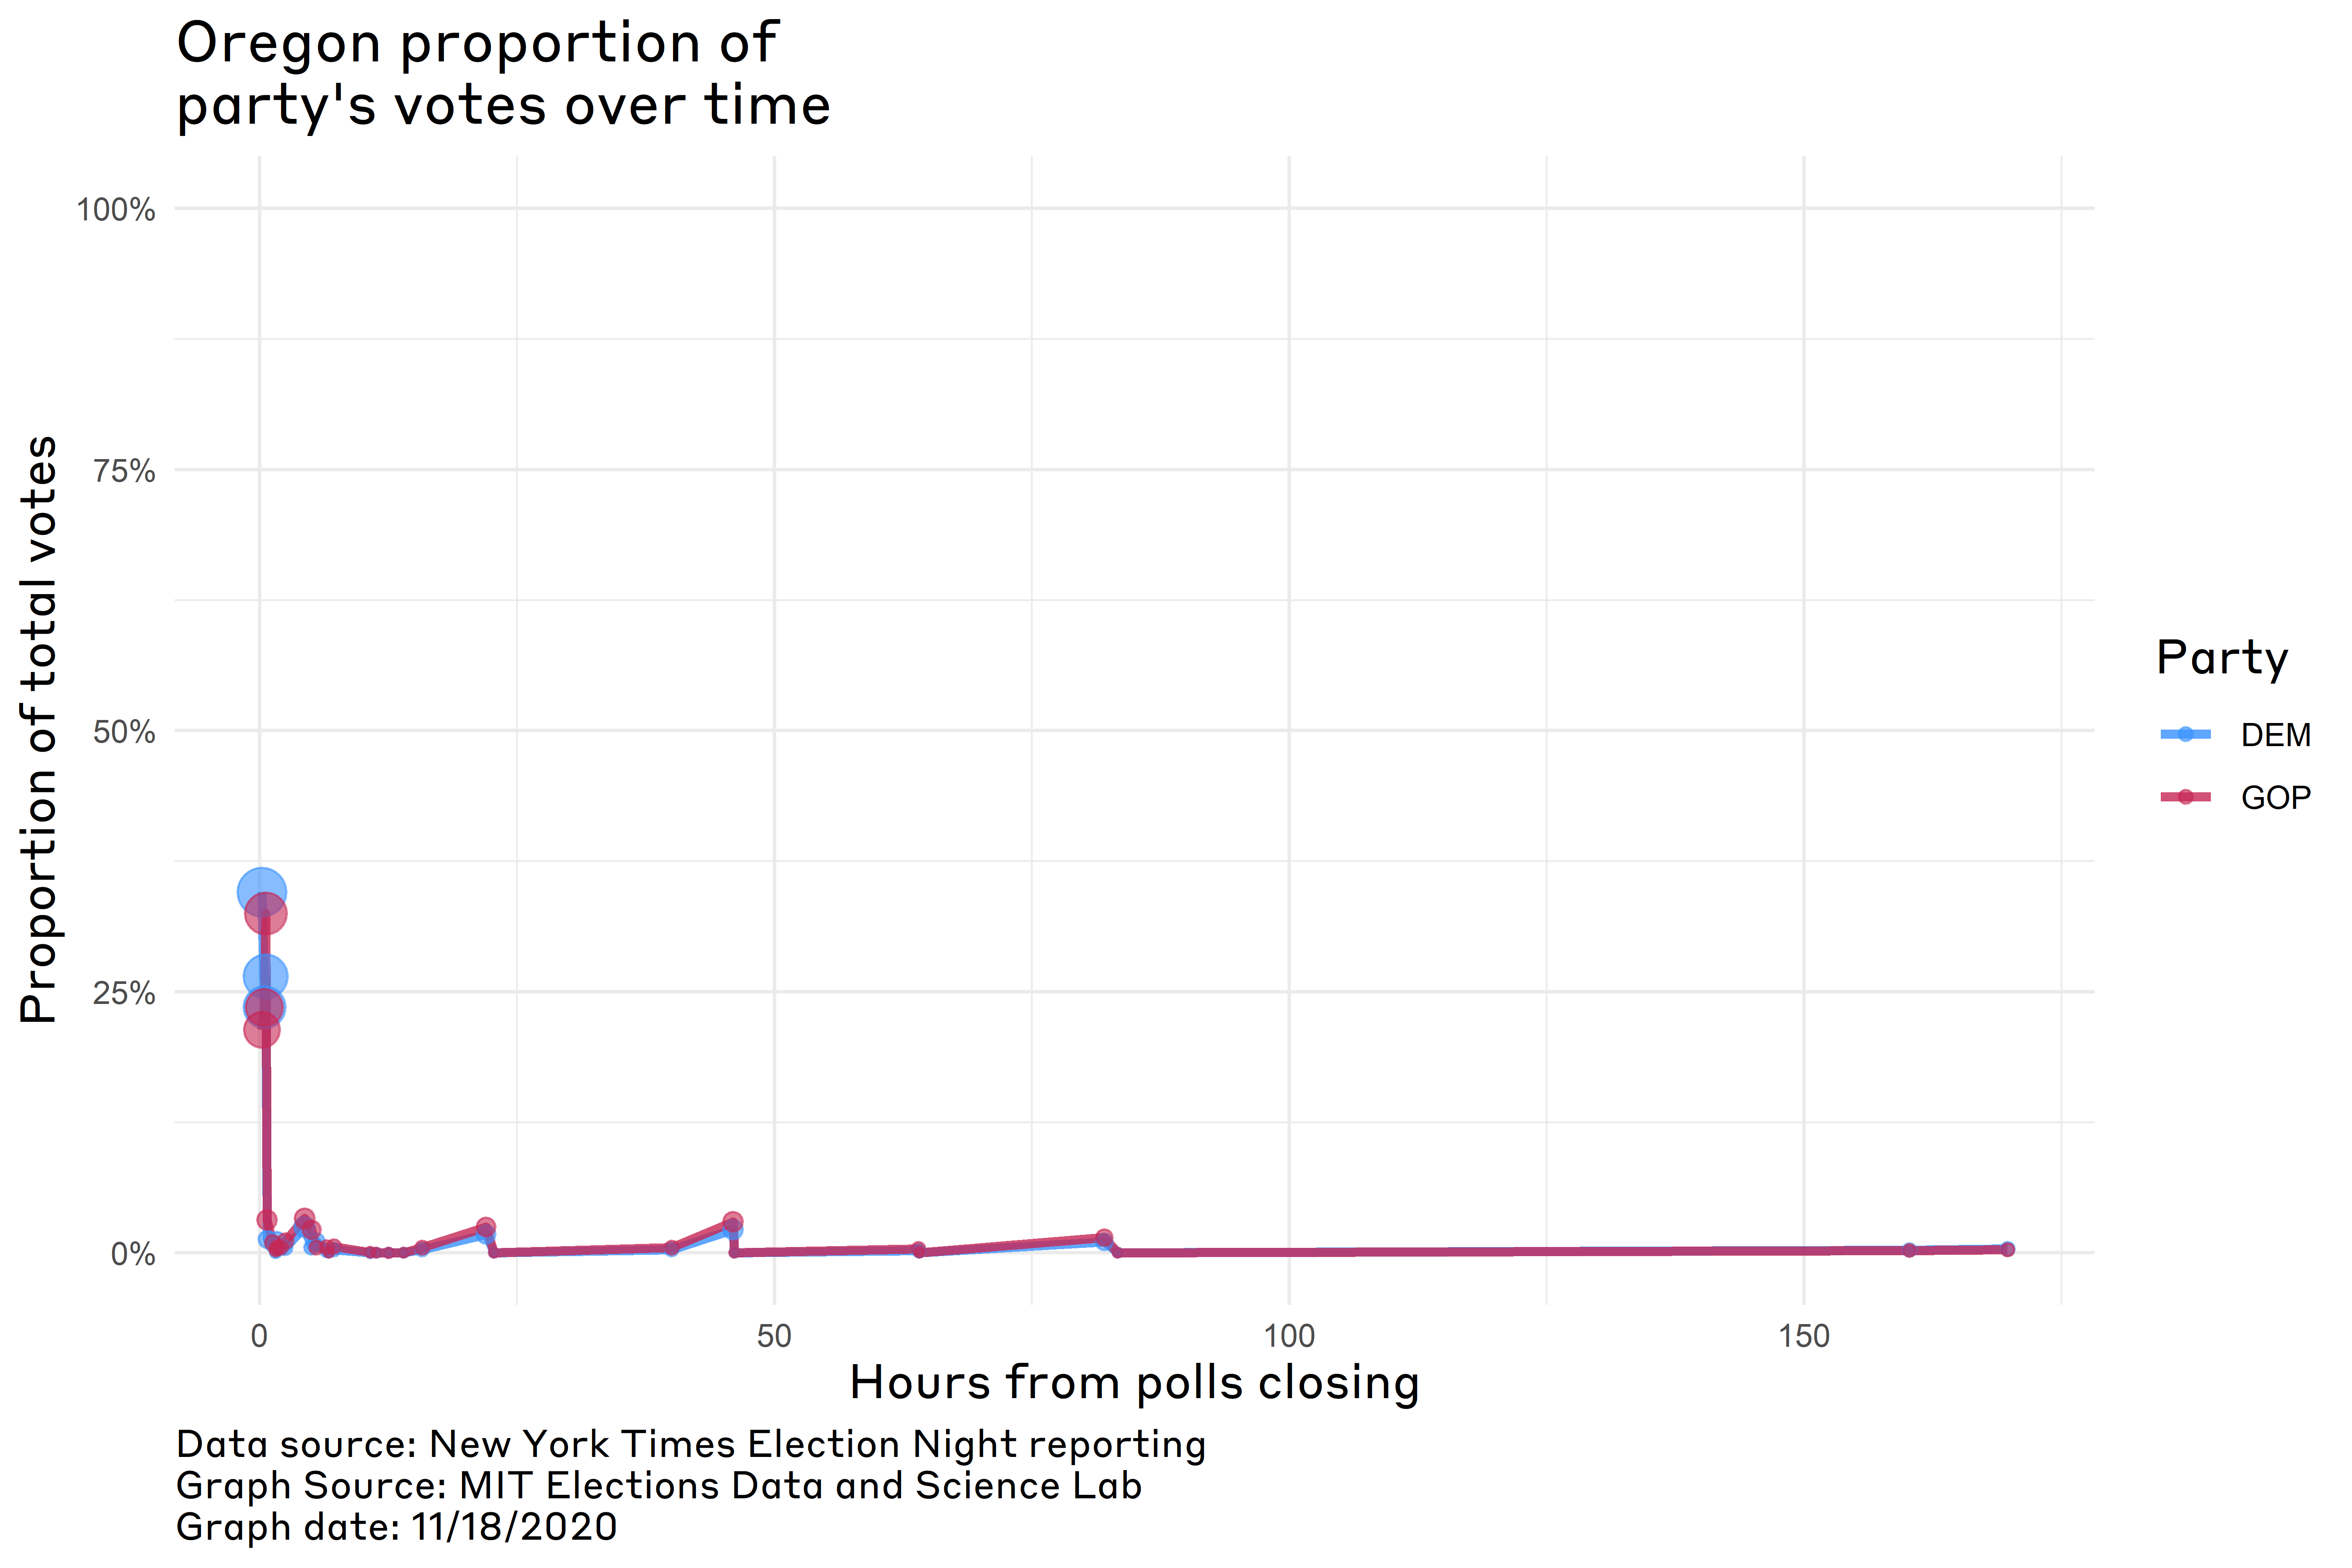 Oregon proportion of
party's votes over time
Proportion of total votes
100%
75%
50%
25%
0%
0
50
100
150
Hours from polls closing
Party
DEM
GOP
Data source: New York Times Election Night reporting
Graph Source: MIT Elections Data and Science Lab
Graph date: 11/18/2020